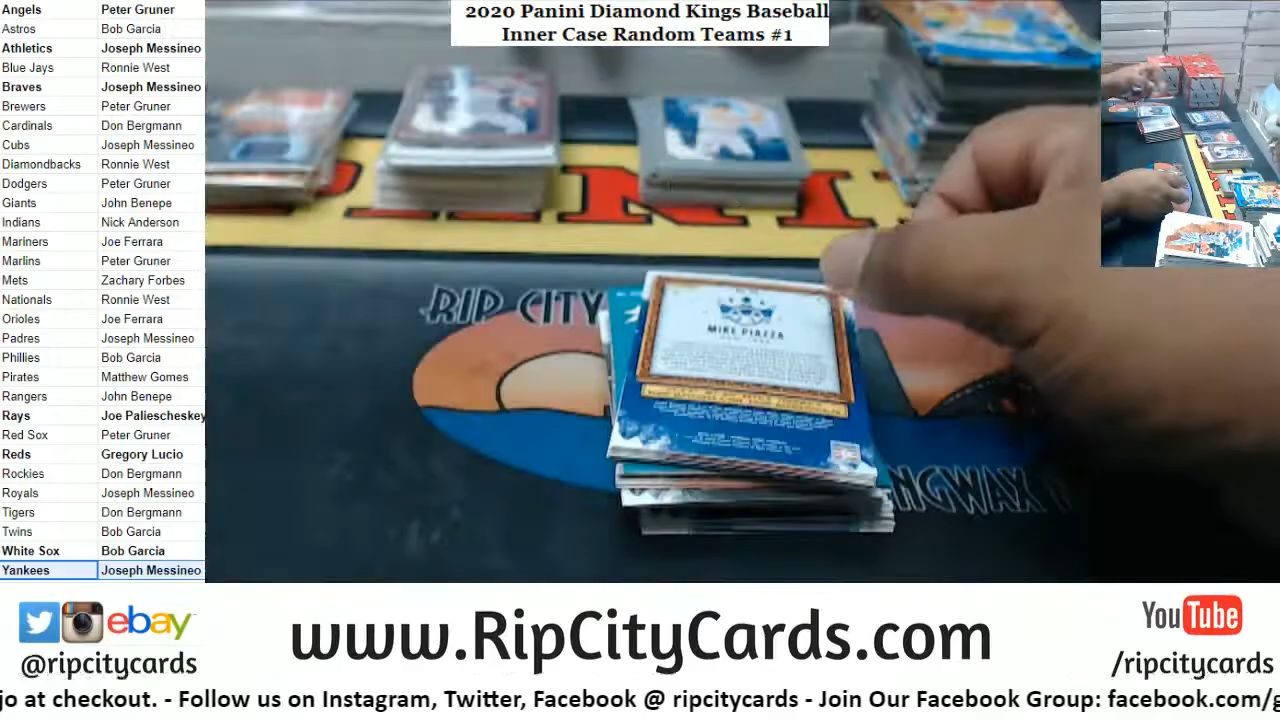 2020 Panini Diamond Kings Baseball
Inner Case Random Teams #1
Angels Peter Gruner
Astros Bob Garcia
Athletics Joseph Messineo
Blue Jays Ronnie West
Braves Joseph Messineo
Brewers Peter Gruner
Cardinals Don Bergmann
Cubs Joseph Messineo
Diamondbacks Ronnie West
Dodgers Peter Gruner
Giants John Benepe
Indians Nick Anderson
Mariners Joe Ferrara
Marlins Peter Gruner
Mets Zachary Forbes
Nationals Ronnie West
Orioles Joe Ferrara
Padres Joseph Messineo
Phillies Bob Garcia
Pirates Matthew Gomes
Rangers John Benepe
Rays Joe Paliescheskey
Red Sox Peter Gruner
Reds Gregory Lucio
Rockies Don Bergmann
Royals Joseph Messineo
Tigers Don Bergmann
Twins Bob Garcia
White Sox Bob Garcia
Yankees Joseph Messineo
RIP CITY
MIKE PIAZZA
ebay
@ripcitycards
www.RipCityCards.com
YouTube
/ripcitycards
jo at checkout. - Follow us on Instagram, Twitter, Facebook @ ripcitycards - Join Our Facebook Group: facebook.com/g